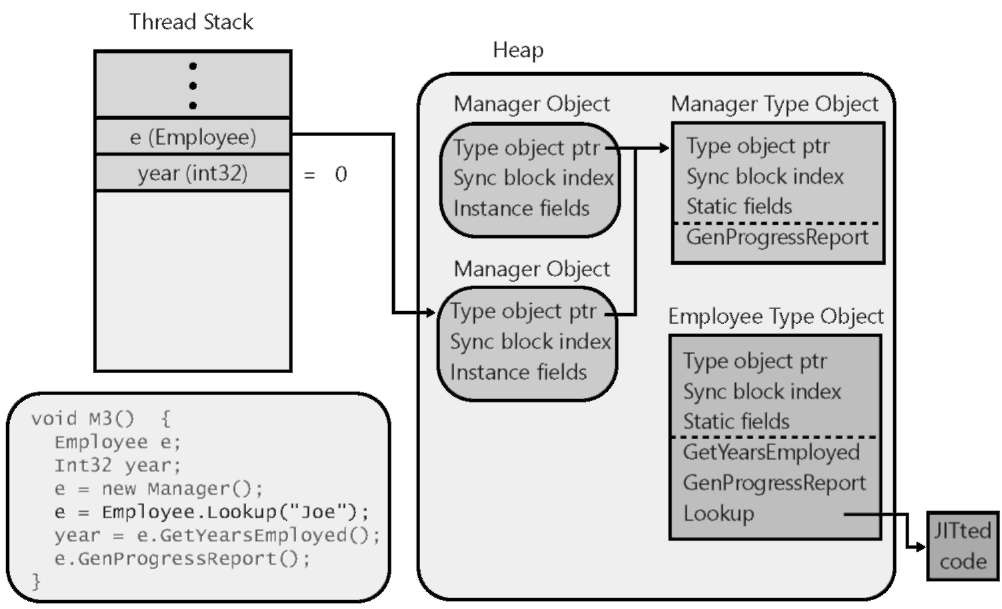 Thread Stack
e (Employee)
year (int32) = 0
Heap
Manager Object
Type object ptr
Sync block index
Instance fields
Manager Type Object
Type object ptr
Sync block index
Static fields
GenProgressReport
Manager Object
Type object ptr
Sync block index
Instance fields
Employee Type Object
Type object ptr
Sync block index
Static fields
GetYearsEmployed
GenProgressReport
Lookup
JITted
code
void M3() {
Employee e;
Int32 year;
e = new Manager();
e = Employee.Lookup("Joe");
year = e.GetYearsEmployed();
e.GenProgressReport();
}